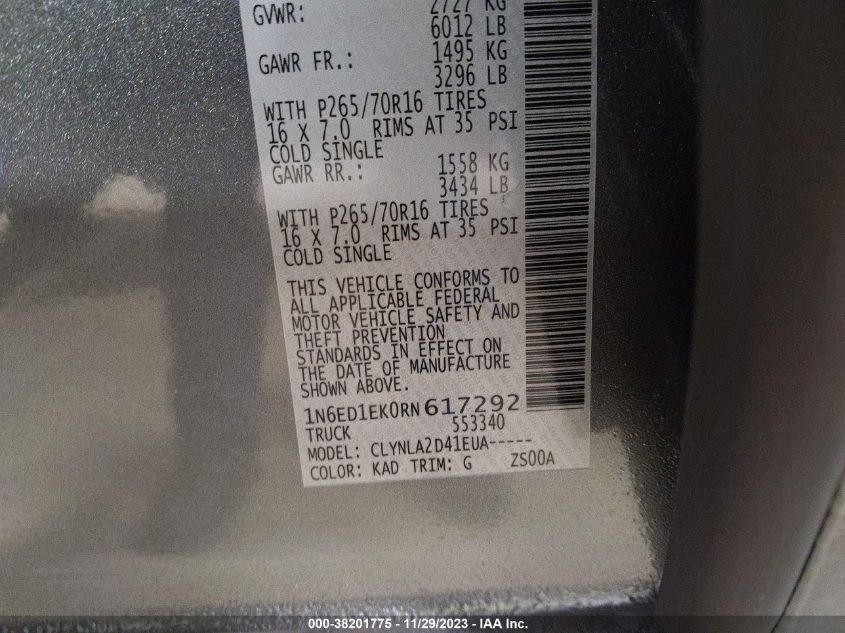 GVWR: 2727 KG
6012 LB
GAWR FR.: 1495 KG
3296 LB
WITH P265/70R16 TIRES
16 X 7.0 RIMS AT 35 PSI
COLD SINGLE
GAWR RR.: 1558 KG
3434 LB
WITH P265/70R16 TIRES
16 X 7.0 RIMS AT 35 PSI
COLD SINGLE
THIS VEHICLE CONFORMS TO
ALL APPLICABLE FEDERAL
MOTOR VEHICLE SAFETY AND
THEFT PREVENTION
STANDARDS IN EFFECT ON
THE DATE OF MANUFACTURE
SHOWN ABOVE.
1N6ED1EK0RN617292
TRUCK 553340
MODEL: CLYNLA2D41EUA-----
COLOR: KAD TRIM: G ZS00A
000-38201775 - 11/29/2023 - IAA Inc.